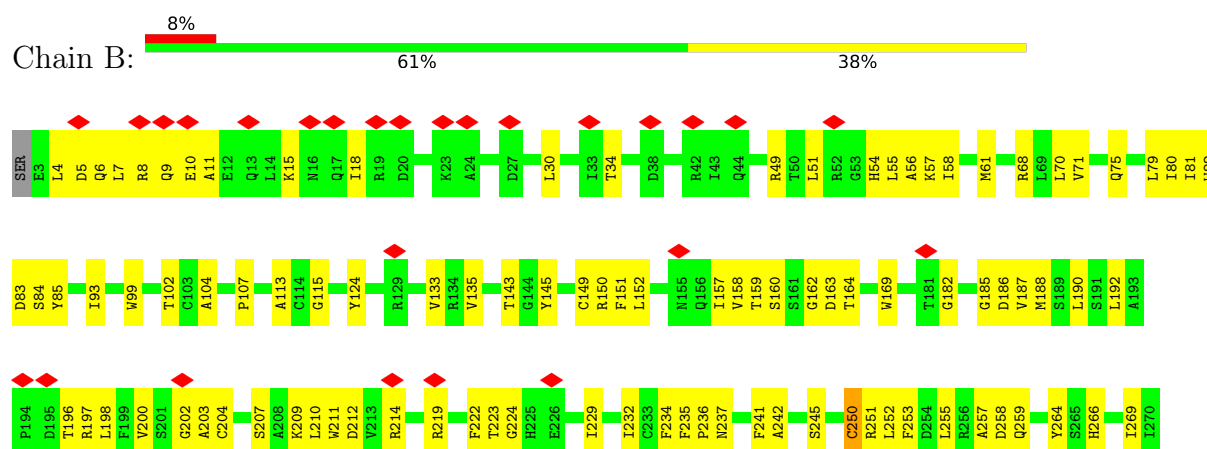 8%
Chain B:
61% 38%
SER E3 L4 D5 Q6 L7 R8 Q9 E10 A11 E12 Q13 L14 K15 N16 Q17 I18 R19 D20 K23 A24 D27 L30 I33 T34 D38 R42 I43 Q44 R49 T50 L51 R52 G53 H54 L55 A56 K57 I58 M61 R68 L69 L70 V71 Q75 L79 I80 I81
D83 S84 Y85 I93 W99 T102 C103 A104 P107 A113 C114 G115 Y124 R129 V133 R134 V135 T143 G144 Y145 C149 R150 F151 L152 N155 Q156 I157 V158 T159 S160 S161 G162 D163 T164 W169 T181 G182 G185 D186 V187 M188 S189 L190 S191 L192 A193
P194 D195 T196 R197 L198 F199 V200 S201 G202 A203 C204 S207 A208 K209 L210 W211 D212 V213 R214 R219 F222 T223 G224 H225 E226 I229 I232 C233 F234 F235 P236 N237 F241 A242 S245 C250 R251 L252 F253 D254 L255 R256 A257 D258 Q259 Y264 S265 H266 I269 I270